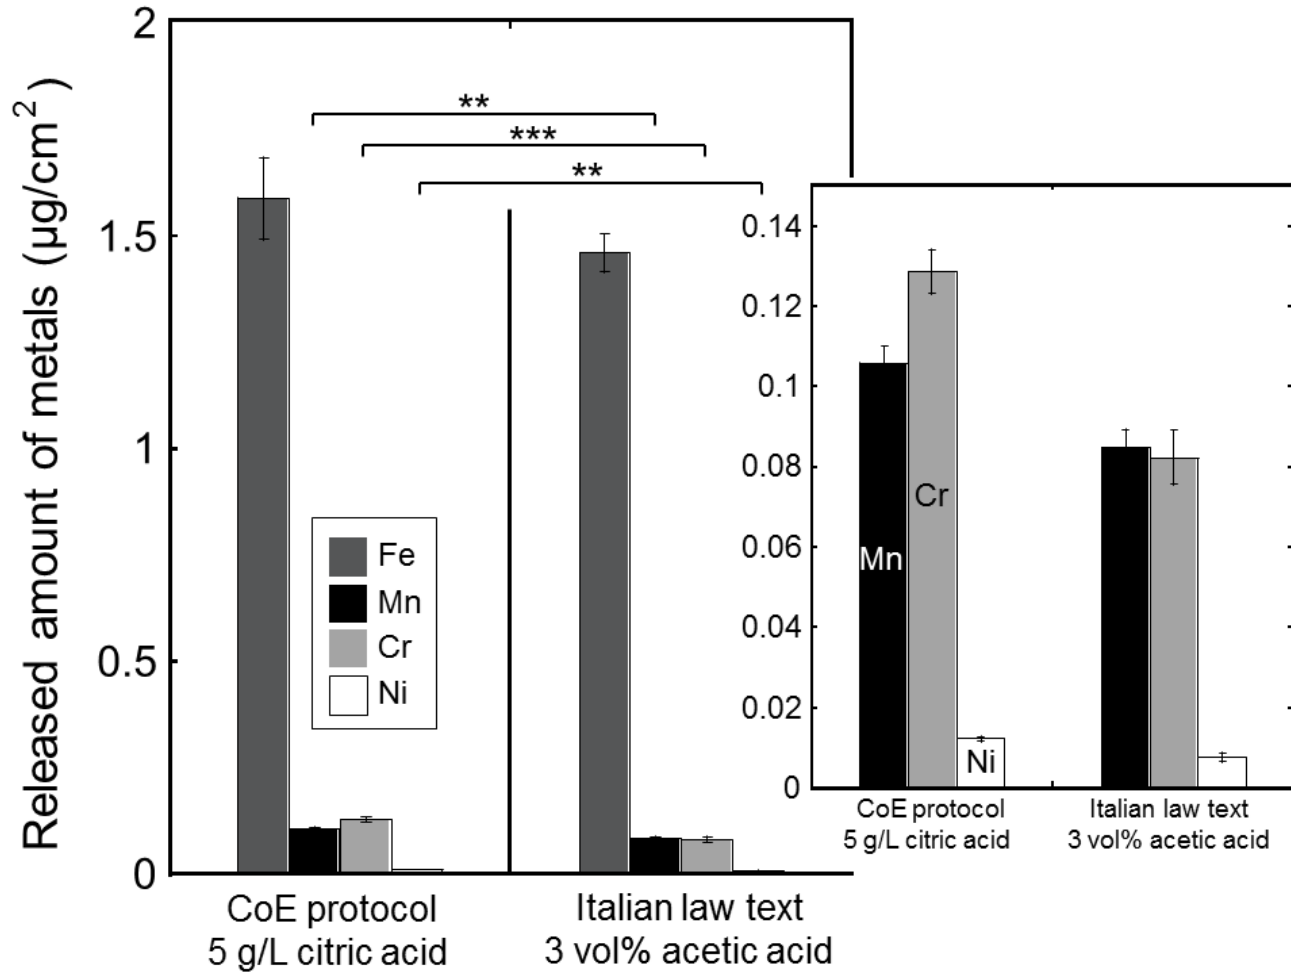 Released amount of metals (µg/cm²)
2
1.5
1
0.5
0
**
***
**
Fe
Mn
Cr
Ni
CoE protocol
5 g/L citric acid
Italian law text
3 vol% acetic acid
0.14
0.12
0.1
0.08
0.06
0.04
0.02
0
Mn
Cr
Ni
CoE protocol
5 g/L citric acid
Italian law text
3 vol% acetic acid